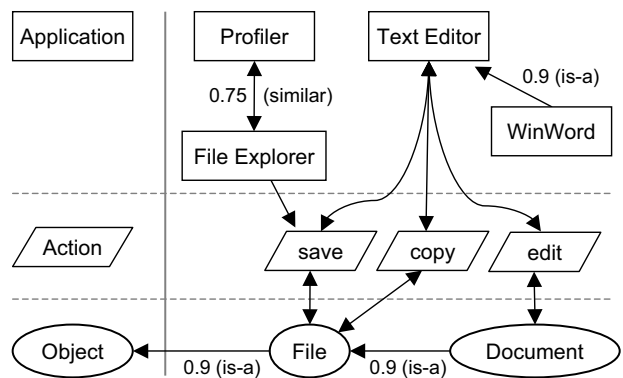 Application
Profiler
Text Editor
0.75 (similar)
0.9 (is-a)
WinWord
File Explorer
Action
save
copy
edit
Object
File
Document
0.9 (is-a)
0.9 (is-a)